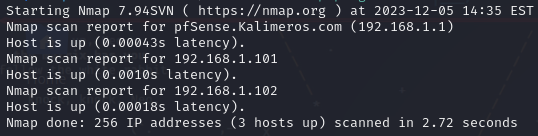 Starting Nmap 7.94SVN ( https://nmap.org ) at 2023-12-05 14:35 EST
Nmap scan report for pfSense.Kalimeros.com (192.168.1.1)
Host is up (0.00043s latency).
Nmap scan report for 192.168.1.101
Host is up (0.0010s latency).
Nmap scan report for 192.168.1.102
Host is up (0.00018s latency).
Nmap done: 256 IP addresses (3 hosts up) scanned in 2.72 seconds